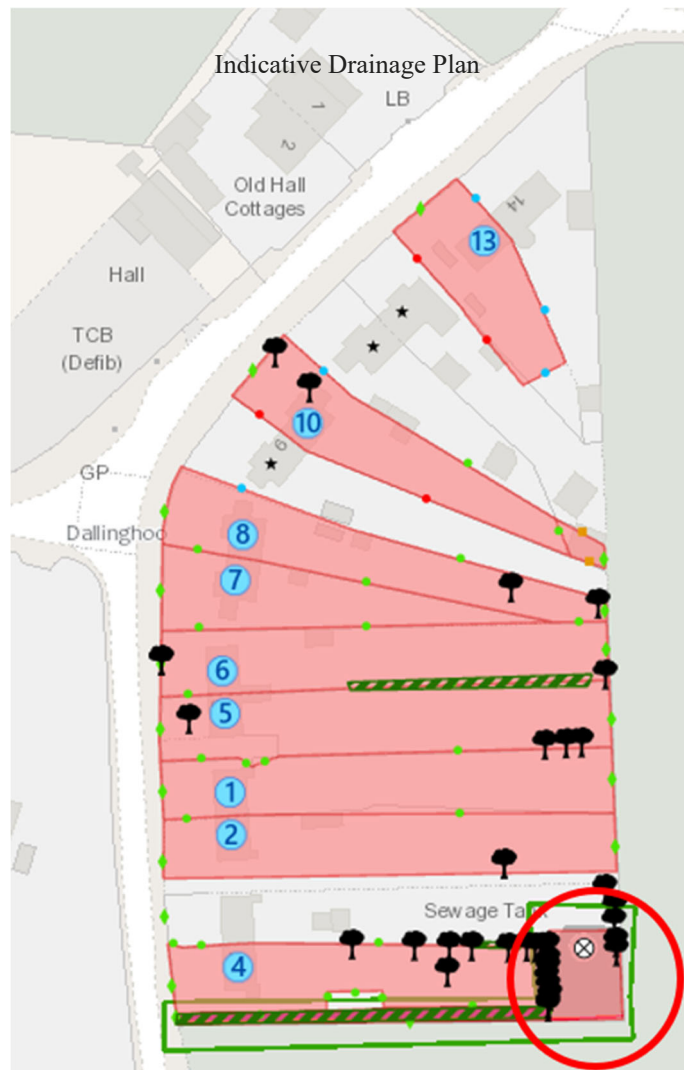 Indicative Drainage Plan
LB
1
2
Old Hall
Cottages
14
13
Hall
TCB
(Defib)
10
9
GP
Dallinghoo
8
7
6
5
1
2
Sewage Tank
4